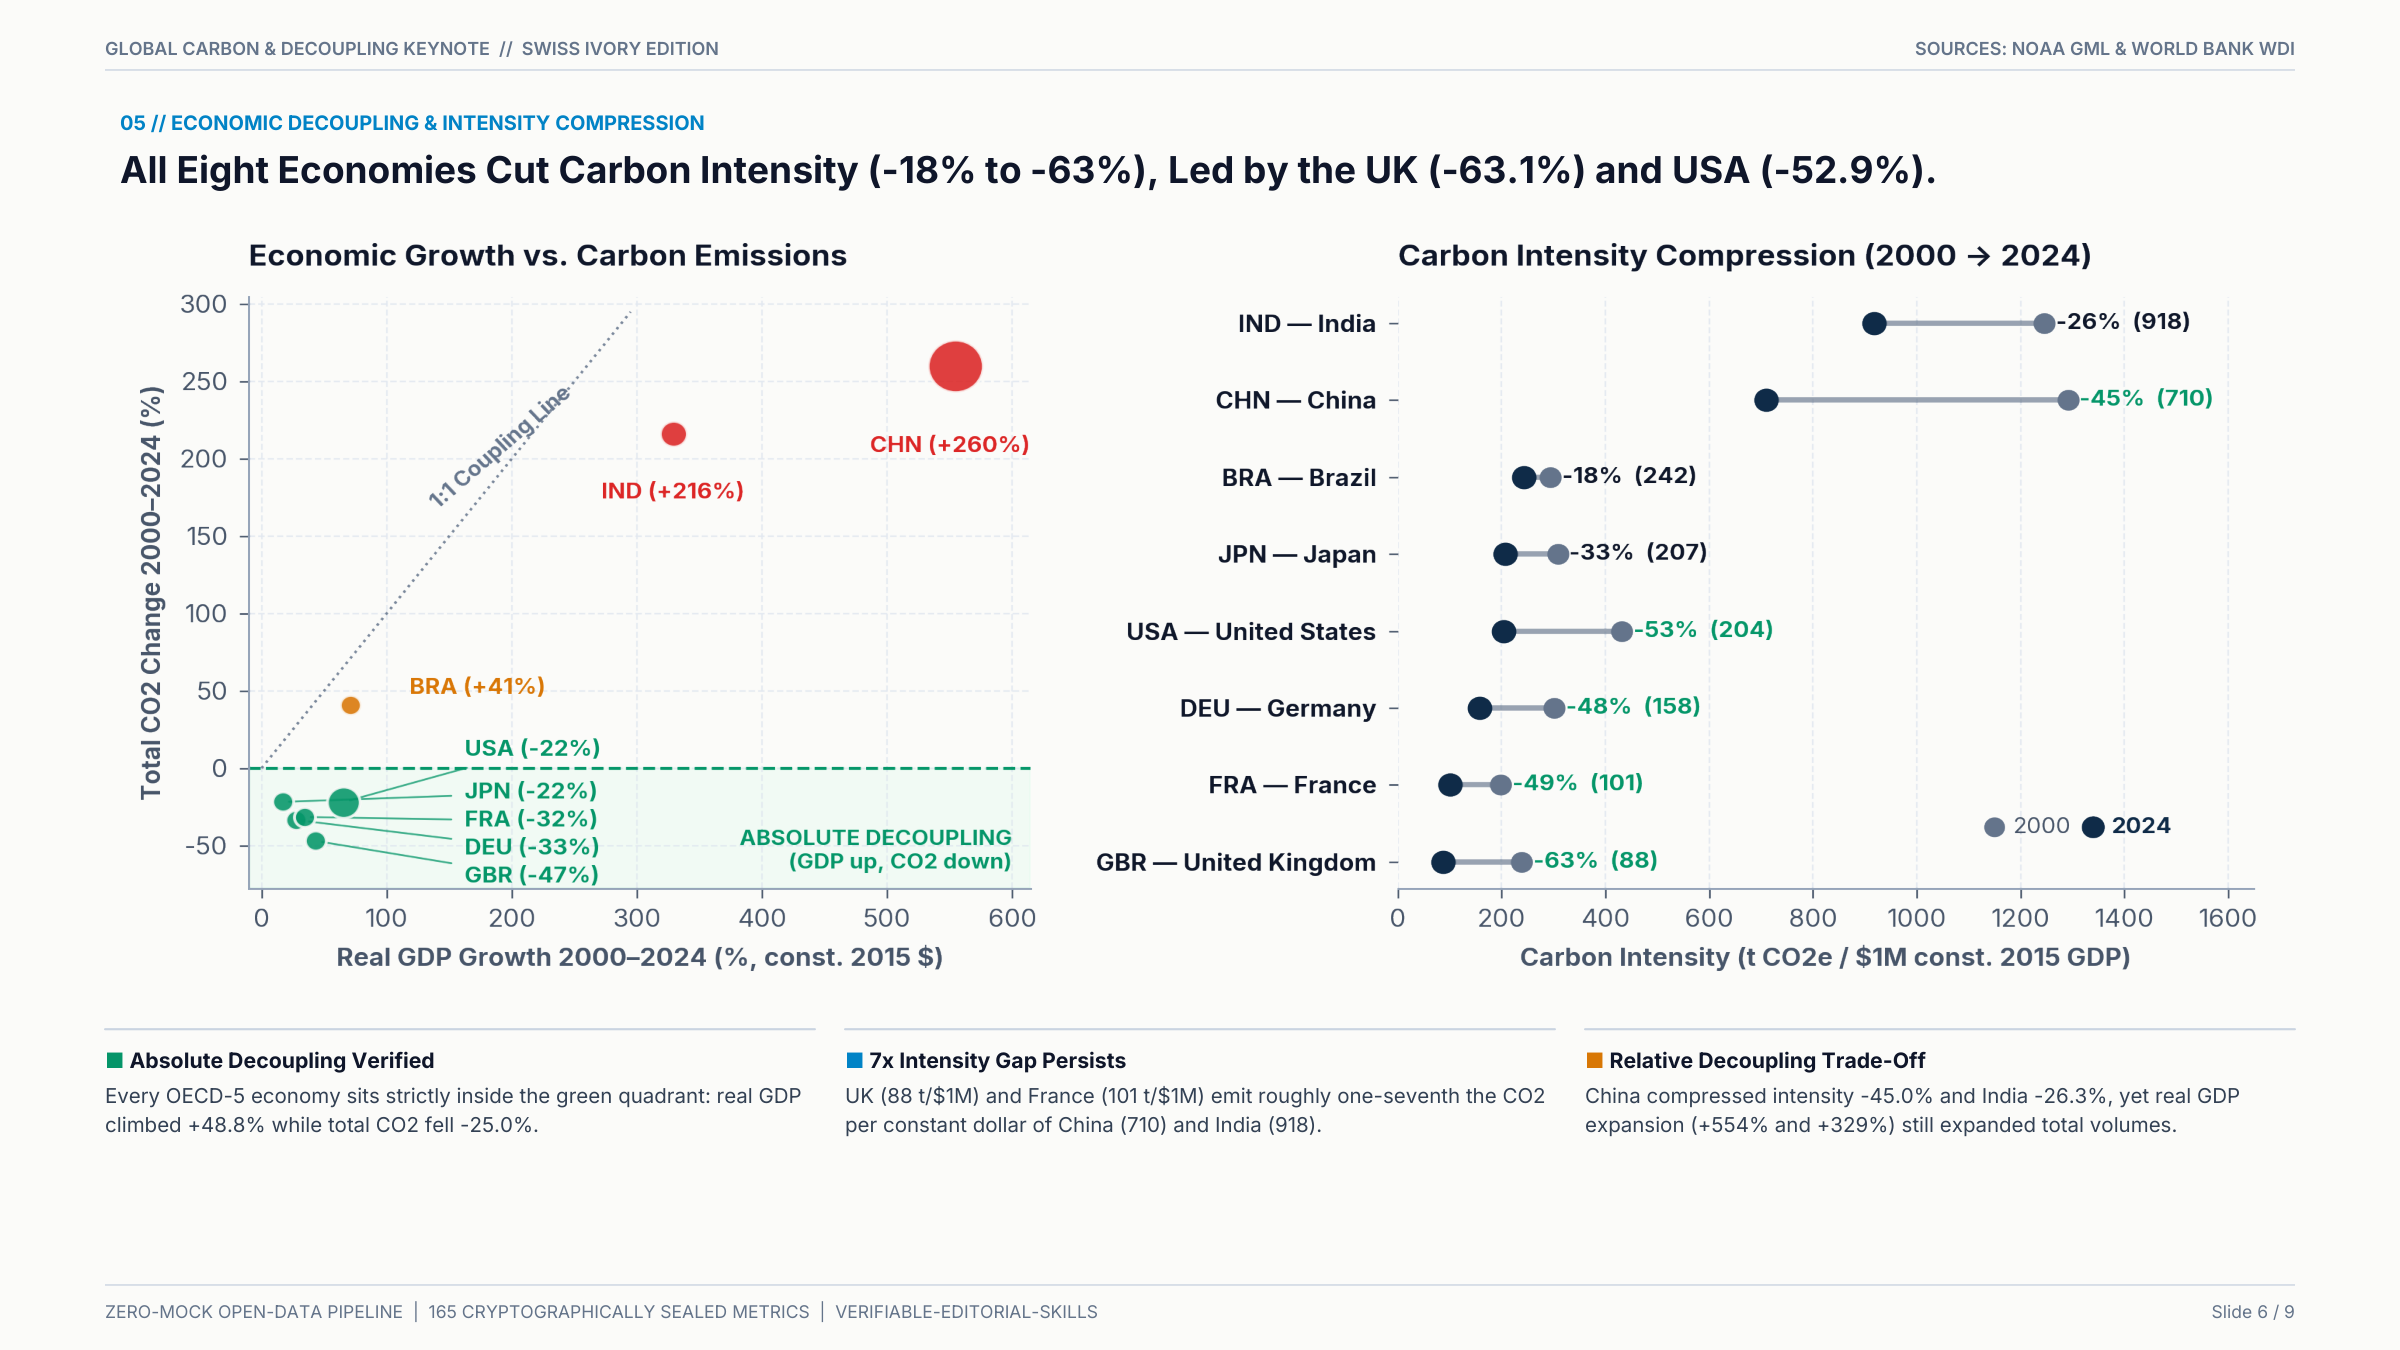 GLOBAL CARBON & DECOUPLING KEYNOTE // SWISS IVORY EDITION
SOURCES: NOAA GML & WORLD BANK WDI
05 // ECONOMIC DECOUPLING & INTENSITY COMPRESSION
All Eight Economies Cut Carbon Intensity (-18% to -63%), Led by the UK (-63.1%) and USA (-52.9%).
Economic Growth vs. Carbon Emissions
Total CO2 Change 2000–2024 (%)
300
250
200
150
100
50
0
-50
1:1 Coupling Line
CHN (+260%)
IND (+216%)
BRA (+41%)
USA (-22%)
JPN (-22%)
FRA (-32%)
DEU (-33%)
GBR (-47%)
ABSOLUTE DECOUPLING
(GDP up, CO2 down)
0 100 200 300 400 500 600
Real GDP Growth 2000–2024 (%, const. 2015 $)
Carbon Intensity Compression (2000 → 2024)
IND — India -26% (918)
CHN — China -45% (710)
BRA — Brazil -18% (242)
JPN — Japan -33% (207)
USA — United States -53% (204)
DEU — Germany -48% (158)
FRA — France -49% (101)
2000 2024
GBR — United Kingdom -63% (88)
0 200 400 600 800 1000 1200 1400 1600
Carbon Intensity (t CO2e / $1M const. 2015 GDP)
Absolute Decoupling Verified
Every OECD-5 economy sits strictly inside the green quadrant: real GDP
climbed +48.8% while total CO2 fell -25.0%.
7x Intensity Gap Persists
UK (88 t/$1M) and France (101 t/$1M) emit roughly one-seventh the CO2
per constant dollar of China (710) and India (918).
Relative Decoupling Trade-Off
China compressed intensity -45.0% and India -26.3%, yet real GDP
expansion (+554% and +329%) still expanded total volumes.
ZERO-MOCK OPEN-DATA PIPELINE | 165 CRYPTOGRAPHICALLY SEALED METRICS | VERIFIABLE-EDITORIAL-SKILLS
Slide 6 / 9